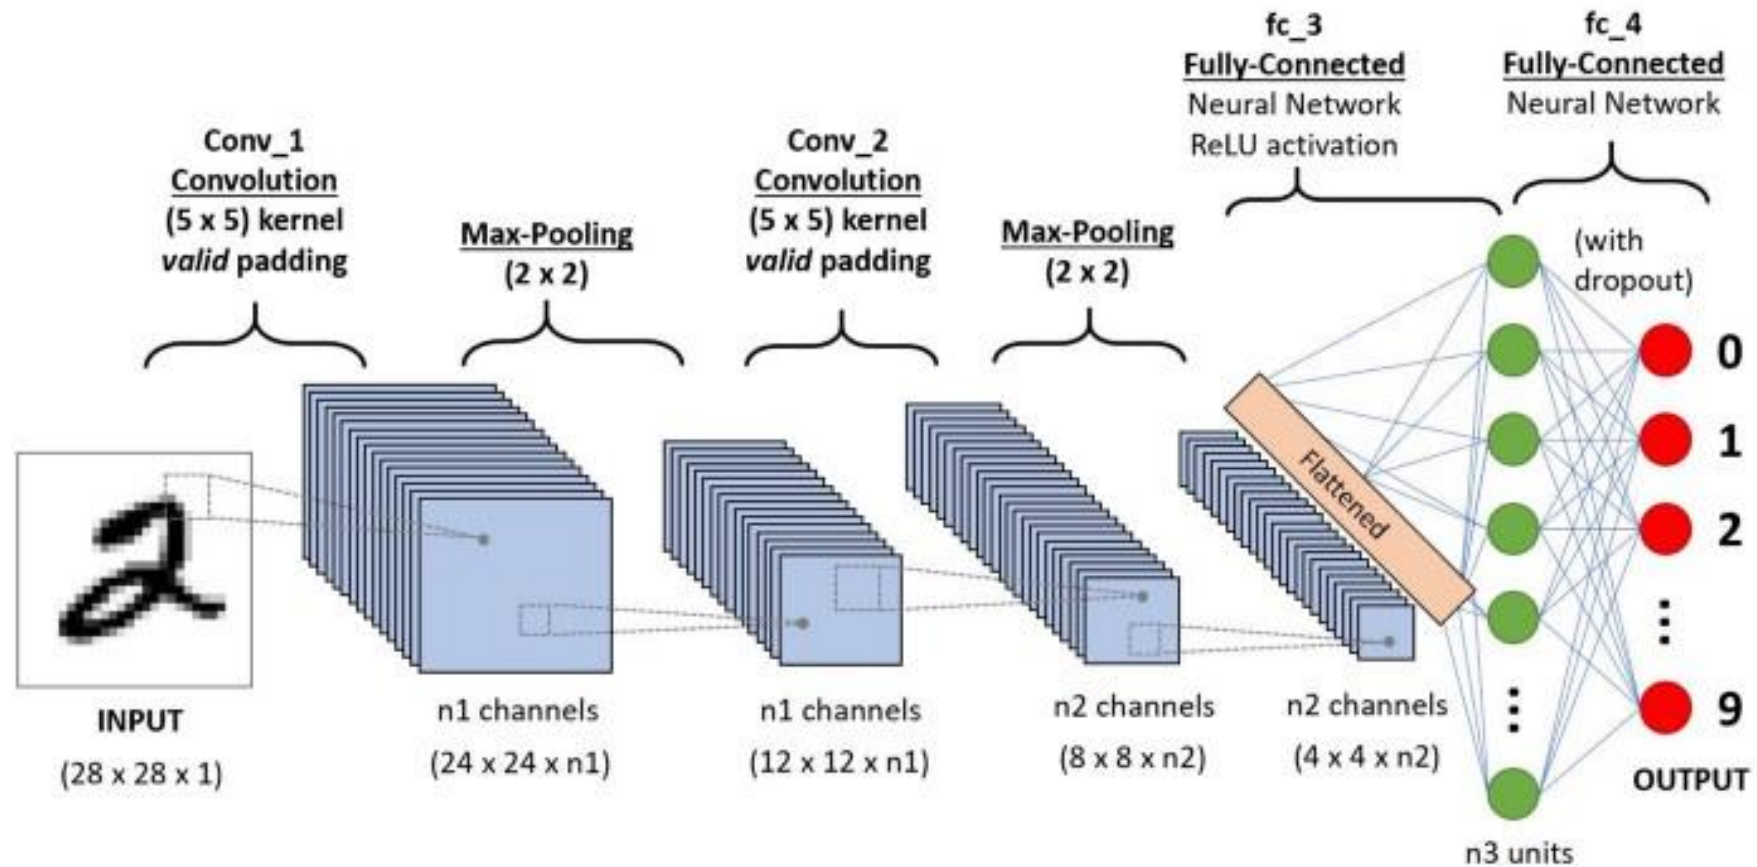 Conv_1
Convolution
(5 x 5) kernel
valid padding
Max-Pooling
(2 x 2)
Conv_2
Convolution
(5 x 5) kernel
valid padding
Max-Pooling
(2 x 2)
fc_3
Fully-Connected
Neural Network
ReLU activation
fc_4
Fully-Connected
Neural Network
(with
dropout)
Flattened
0
1
2
9
2
INPUT
(28 x 28 x 1)
n1 channels
(24 x 24 x n1)
n1 channels
(12 x 12 x n1)
n2 channels
(8 x 8 x n2)
n2 channels
(4 x 4 x n2)
OUTPUT
n3 units